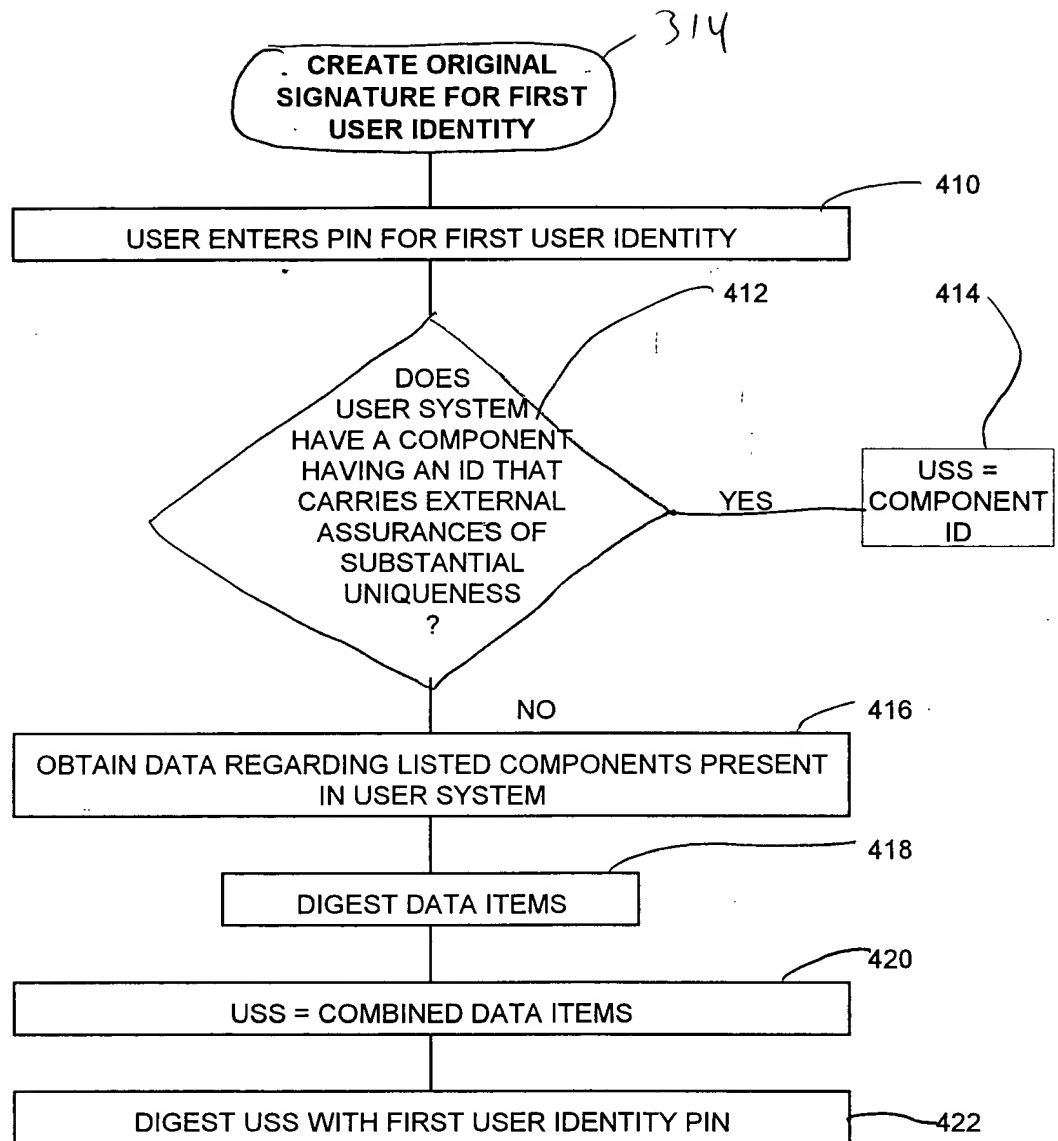 314
CREATE ORIGINAL
SIGNATURE FOR FIRST
USER IDENTITY
410
USER ENTERS PIN FOR FIRST USER IDENTITY
412
414
DOES
USER SYSTEM
HAVE A COMPONENT
HAVING AN ID THAT
CARRIES EXTERNAL
ASSURANCES OF
SUBSTANTIAL
UNIQUENESS
?
YES
USS =
COMPONENT
ID
NO
416
OBTAIN DATA REGARDING LISTED COMPONENTS PRESENT
IN USER SYSTEM
418
DIGEST DATA ITEMS
420
USS = COMBINED DATA ITEMS
DIGEST USS WITH FIRST USER IDENTITY PIN
422